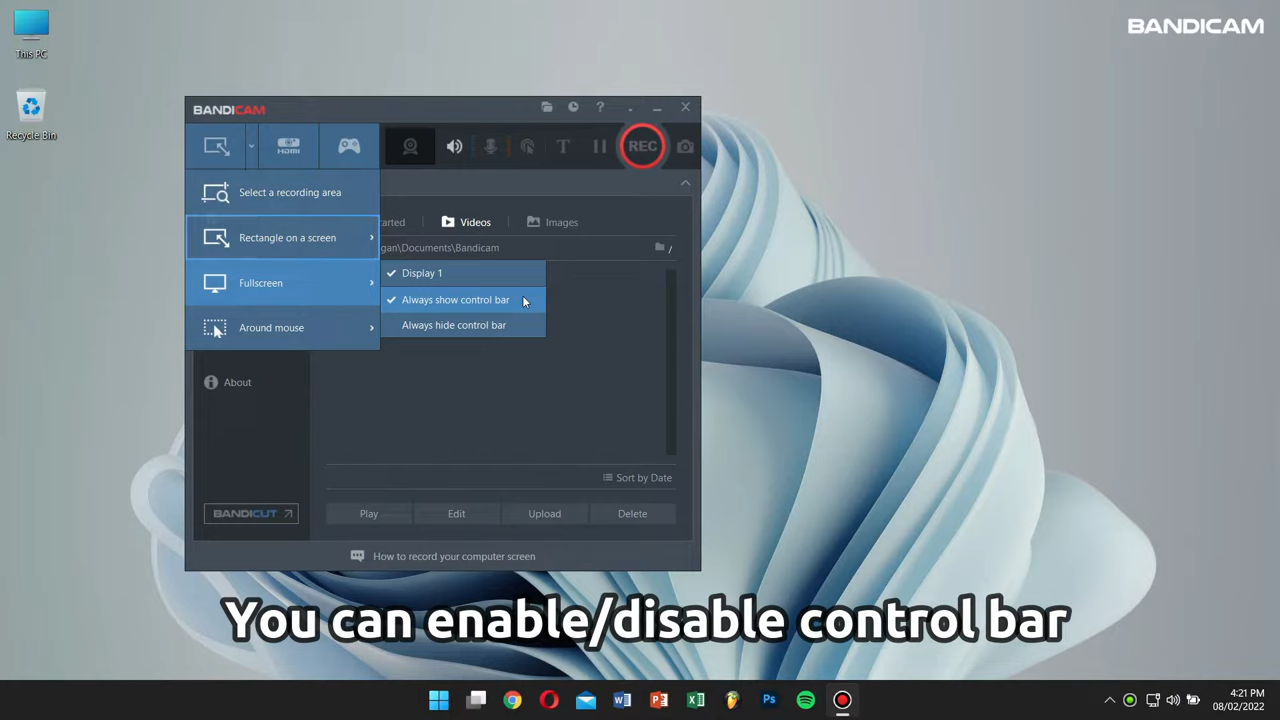 This PC
Recycle Bin
BANDICAM
BANDICAM
?
HDMI
T
REC
Select a recording area
Rectangle on a screen
Fullscreen
Around mouse
arted
Videos
Images
gan\Documents\Bandicam
/
Display 1
Always show control bar
Always hide control bar
About
Sort by Date
BANDICUT
Play
Edit
Upload
Delete
How to record your computer screen
You can enable/disable control bar
Ps
4:21 PM
08/02/2022